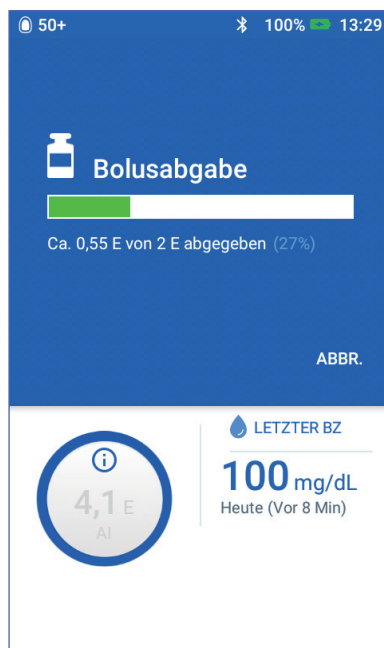 50+ 100% 13:29
Bolusabgabe
Ca. 0,55 E von 2 E abgegeben (27%)
ABBR.
LETZTER BZ
100 mg/dL
Heute (Vor 8 Min)
i
4,1 E
AI